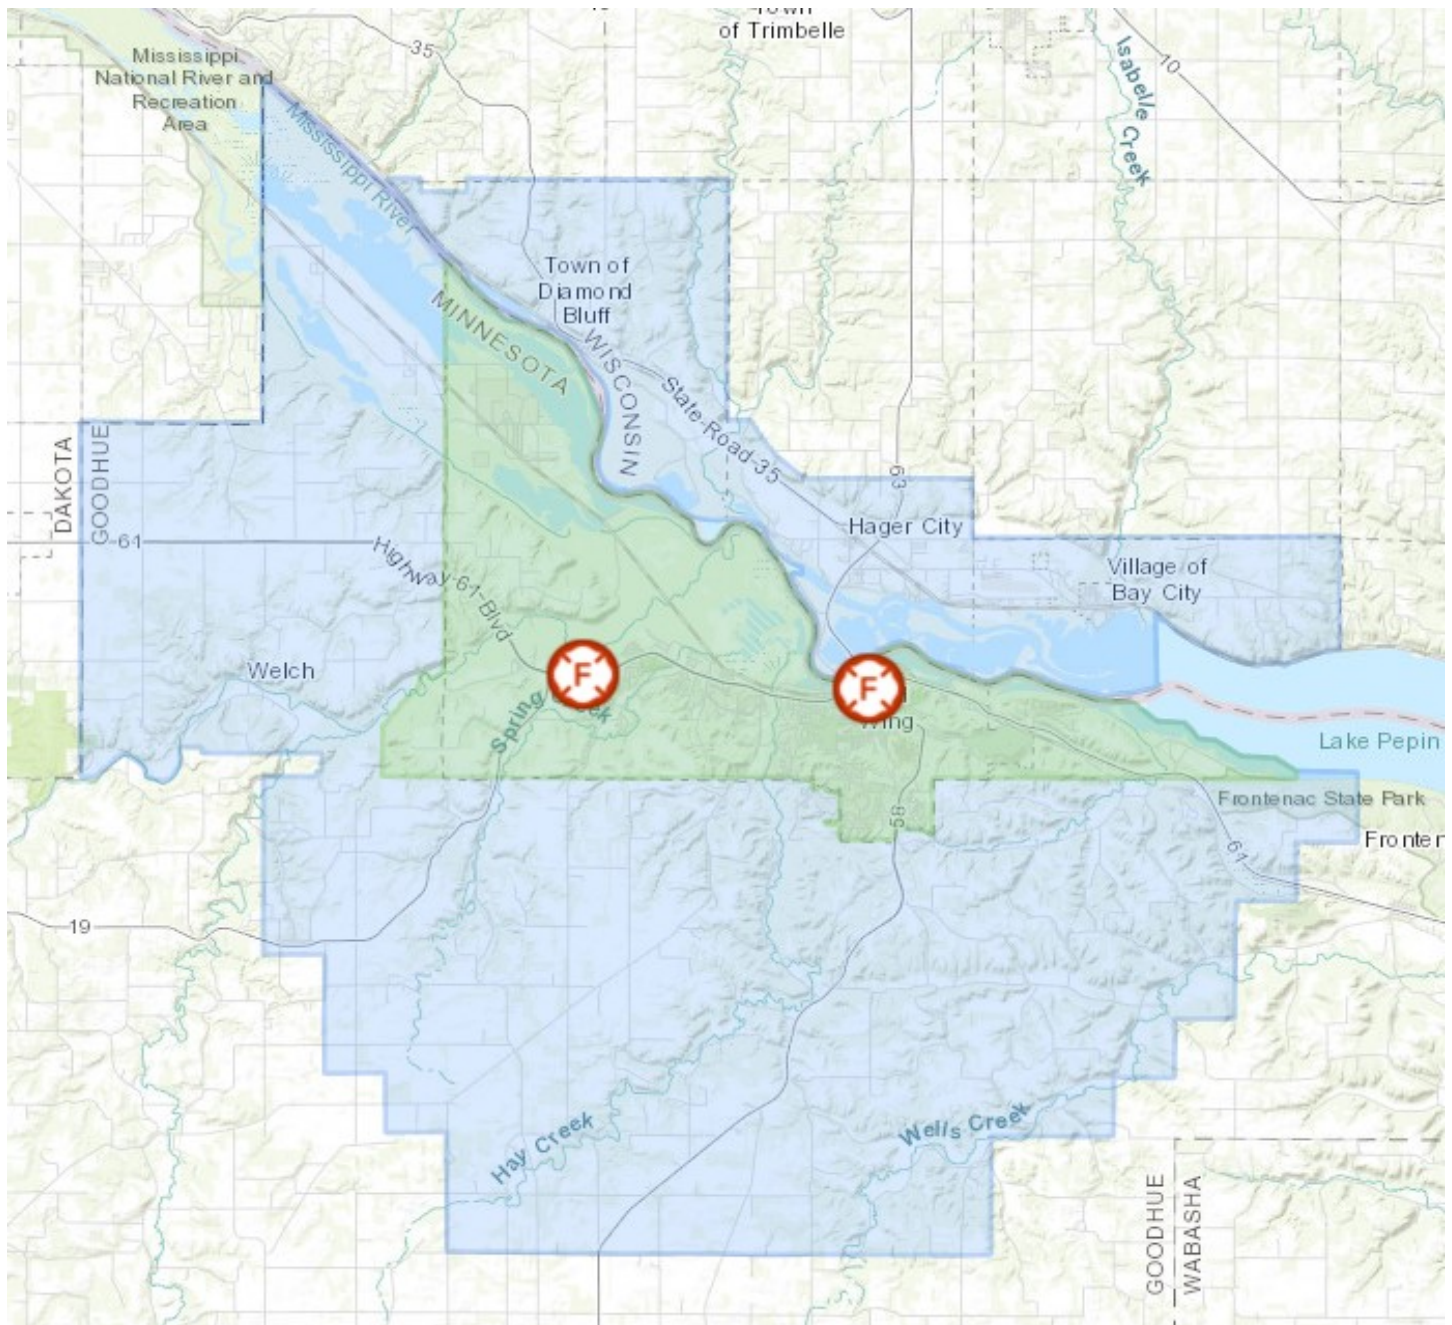 of Trimbelle
35
Mississippi
National River and
Recreation
Area
Isabelle
Creek
10
Mississippi River
Town of
Diamond
Bluff
MINNESOTA
WISCONSIN
State-Road-35
63
DAKOTA
GOODHUE
Hager City
61
Highway-61-Blvd
Village of
Bay City
Welch
F
F
Spring
Wing
Lake Pepin
Frontenac State Park
58
61
Fronter
19
Hay Creek
Wells Creek
GOODHUE
WABASHA